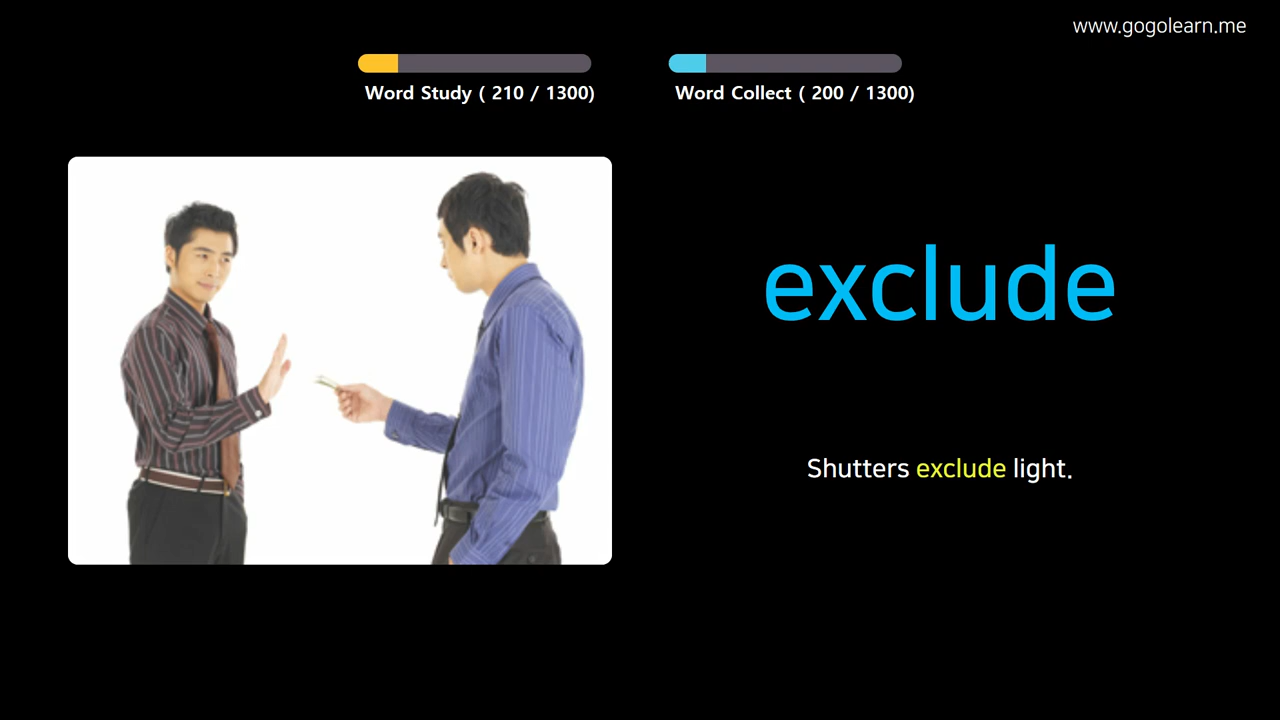 www.gogolearn.me
Word Study ( 210 / 1300)
Word Collect ( 200 / 1300)
exclude
Shutters exclude light.